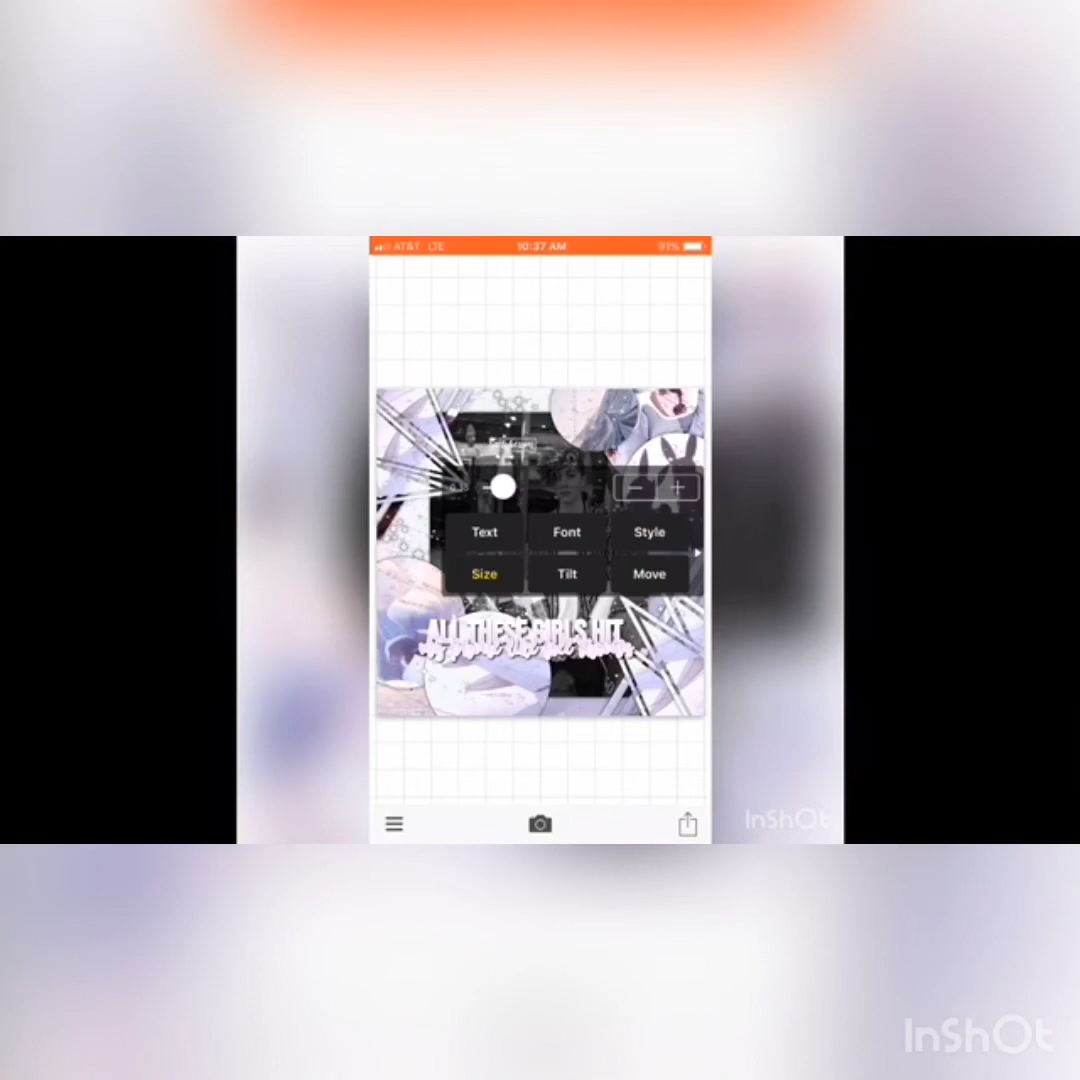 AT&T LTE 10:37 AM 91%
Text Font Style
Size Tilt Move
ALL THESE GIRLS HIT
InShOt
InShOt